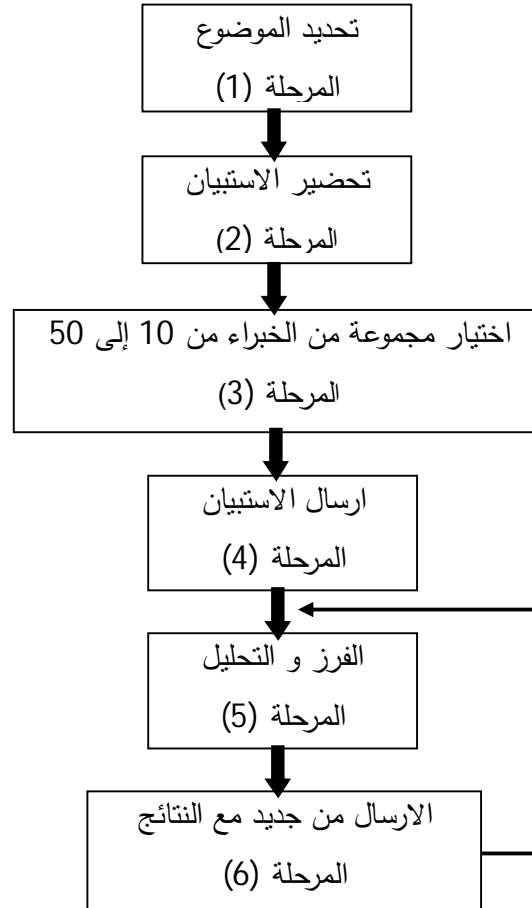 تحديد الموضوع
المرحلة (1)
تحضير الاستبيان
المرحلة (2)
اختيار مجموعة من الخبراء من 10 إلى 50
المرحلة (3)
ارسال الاستبيان
المرحلة (4)
الفرز و التحليل
المرحلة (5)
الارسال من جديد مع النتائج
المرحلة (6)